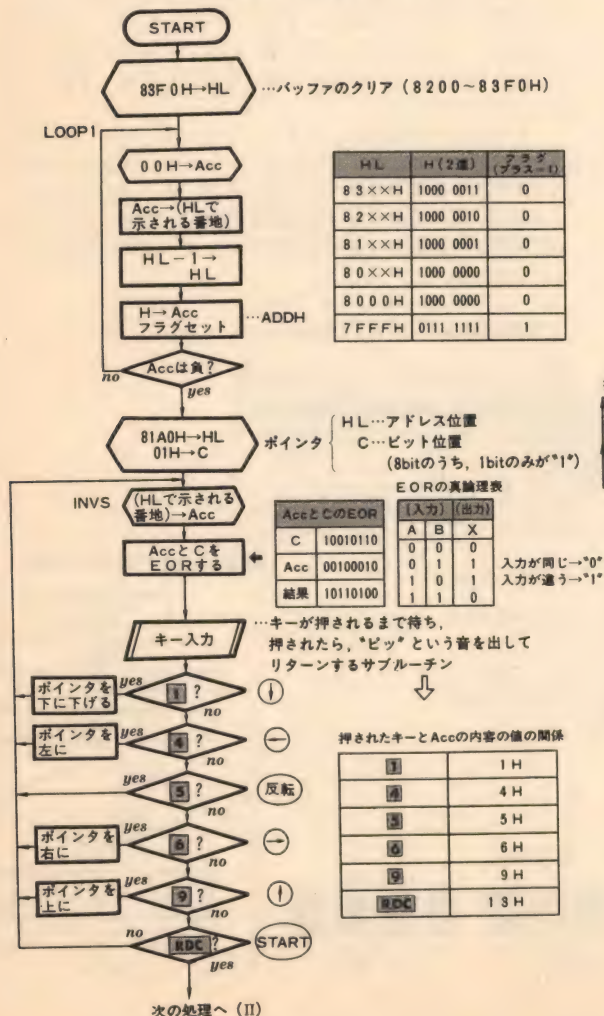 START
83F0H→HL
…バッファのクリア (8200~83F0H)
LOOP1
00H→Acc
Acc→(HLで
示される番地)
HL-1→
HL
H→Acc
フラグセット
…ADDH
Accは負?
no
yes
HL
H(2進)
フラグ
(プラス=1)
83××H
1000 0011
0
82××H
1000 0010
0
81××H
1000 0001
0
80××H
1000 0000
0
8000H
1000 0000
0
7FFFH
0111 1111
1
81A0H→HL
01H→C
ポインタ
HL…アドレス位置
C…ビット位置
(8bitのうち, 1bitのみが"1")
INVS
(HLで示される
番地)→Acc
AccとCを
EORする
AccとCのEOR
C
10010110
Acc
00100010
結果
10110100
EORの真論理表
(入力)
(出力)
A B X
0 0 0
0 1 1
1 0 1
1 1 0
入力が同じ→"0"
入力が違う→"1"
キー入力
…キーが押されるまで待ち,
押されたら, "ピッ" という音を出して
リターンするサブルーチン
ポインタを
下に下げる
yes
1 ?
no
ポインタを
左に
yes
4 ?
no
yes
5 ?
no
反転
ポインタを
右に
yes
6 ?
no
ポインタを
上に
yes
9 ?
no
no
RDC ?
yes
START
次の処理へ (II)
押されたキーとAccの内容の値の関係
1
1H
4
4H
5
5H
6
6H
9
9H
RDC
13H